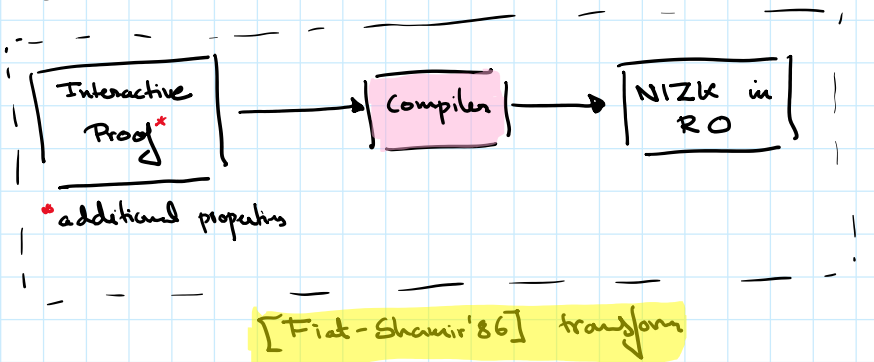 Interactive
Proof*
Compiler
NIZK in
RO
*additional properties
[Fiat-Shamir'86] transform